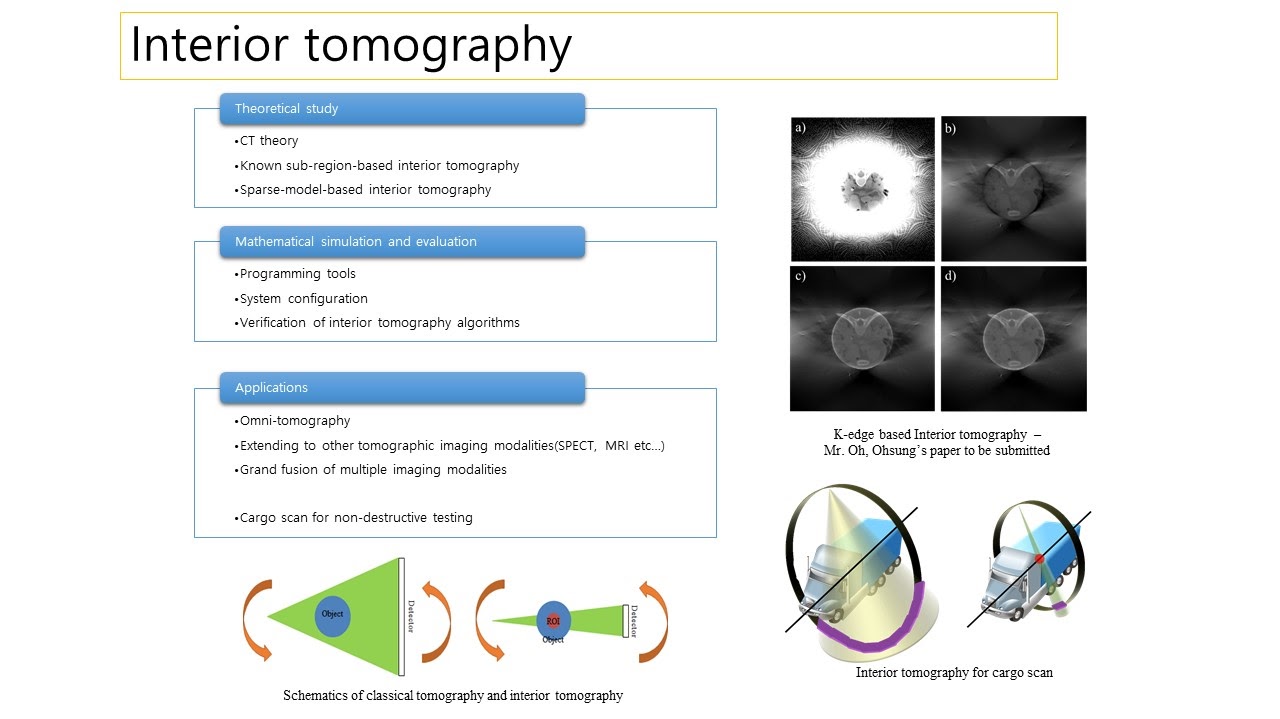 Interior tomography
Theoretical study
•CT theory
•Known sub-region-based interior tomography
•Sparse-model-based interior tomography
Mathematical simulation and evaluation
•Programming tools
•System configuration
•Verification of interior tomography algorithms
Applications
•Omni-tomography
•Extending to other tomographic imaging modalities(SPECT, MRI etc...)
•Grand fusion of multiple imaging modalities
•Cargo scan for non-destructive testing
Object
Detector
ROI
Object
Detector
Schematics of classical tomography and interior tomography
a)
b)
c)
d)
K-edge based Interior tomography –
Mr. Oh, Ohsung's paper to be submitted
Interior tomography for cargo scan